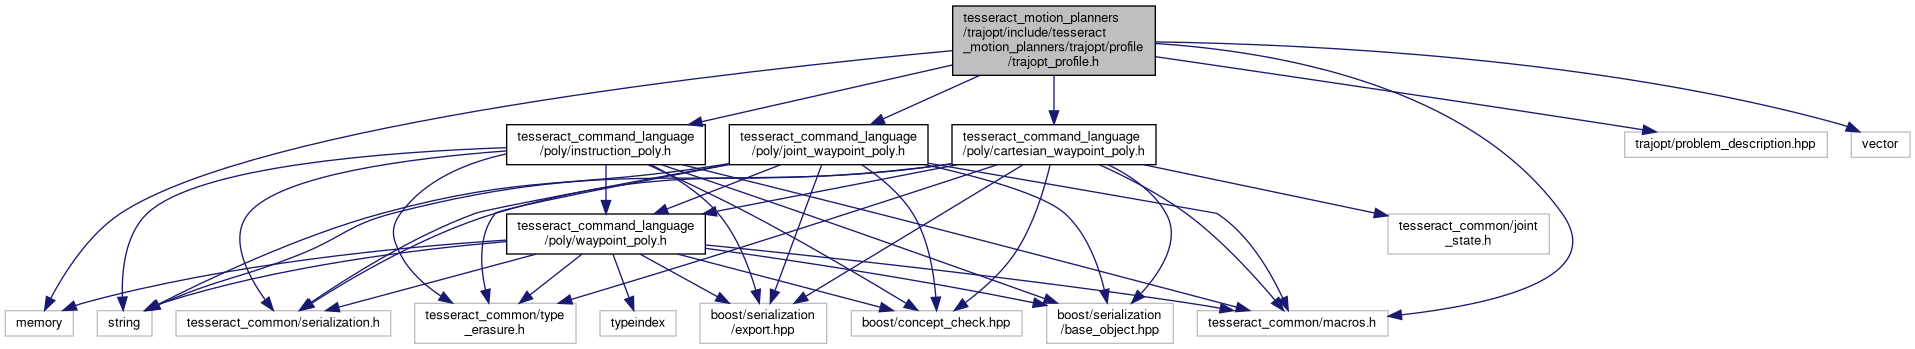 tesseract_motion_planners
/trajopt/include/tesseract
_motion_planners/trajopt/profile
/trajopt_profile.h
tesseract_command_language
/poly/instruction_poly.h
tesseract_command_language
/poly/joint_waypoint_poly.h
tesseract_command_language
/poly/cartesian_waypoint_poly.h
trajopt/problem_description.hpp
vector
tesseract_command_language
/poly/waypoint_poly.h
tesseract_common/joint
_state.h
memory
string
tesseract_common/serialization.h
tesseract_common/type
_erasure.h
typeindex
boost/serialization
/export.hpp
boost/concept_check.hpp
boost/serialization
/base_object.hpp
tesseract_common/macros.h